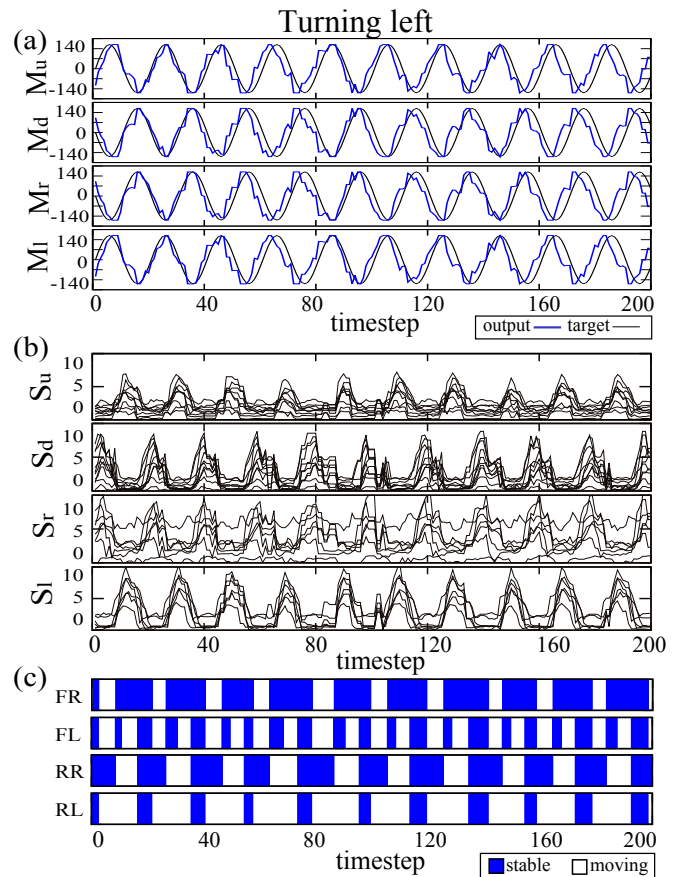 Turning left
(a)
Mu
140
0
-140
Md
140
0
-140
Mr
140
0
-140
Ml
140
0
-140
0 40 80 120 160 200
timestep
output target
(b)
Su
10
5
0
Sd
10
5
0
Sr
10
5
0
Sl
10
5
0
0 40 80 120 160 200
timestep
(c)
FR
FL
RR
RL
0 40 80 120 160 200
timestep
stable moving